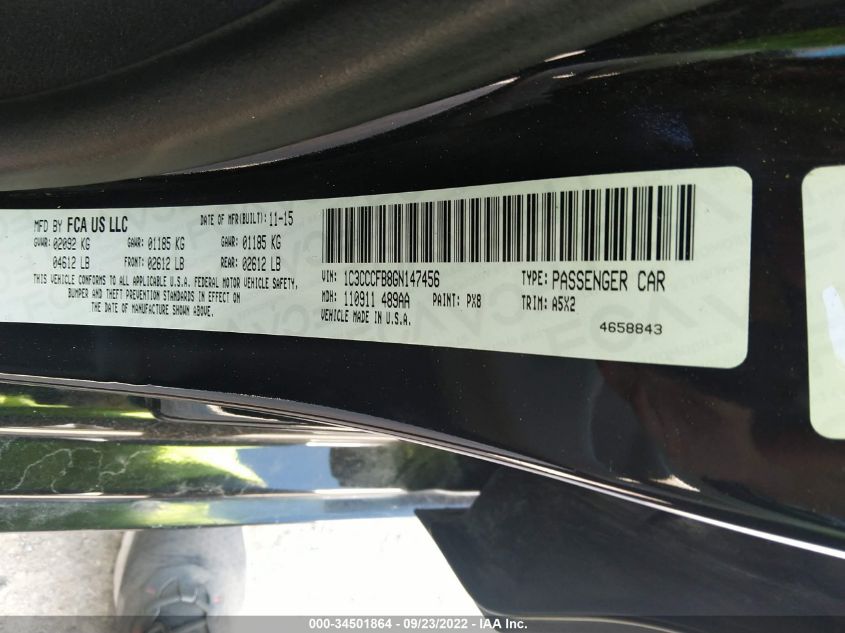 MFD BY FCA US LLC
DATE OF MFR(BUILT): 11-15
GVWR: 02092 KG GAWR: 01185 KG GAWR: 01185 KG
04612 LB FRONT: 02612 LB REAR: 02612 LB
THIS VEHICLE CONFORMS TO ALL APPLICABLE U.S.A. FEDERAL MOTOR VEHICLE SAFETY,
BUMPER AND THEFT PREVENTION STANDARDS IN EFFECT ON
THE DATE OF MANUFACTURE SHOWN ABOVE.
VIN: 1C3CCCFB8GN147456 TYPE: PASSENGER CAR
MDH: 110911 489AA PAINT: PX8 TRIM: A5X2
VEHICLE MADE IN U.S.A.
4658843
000-34501864 - 09/23/2022 - IAA Inc.